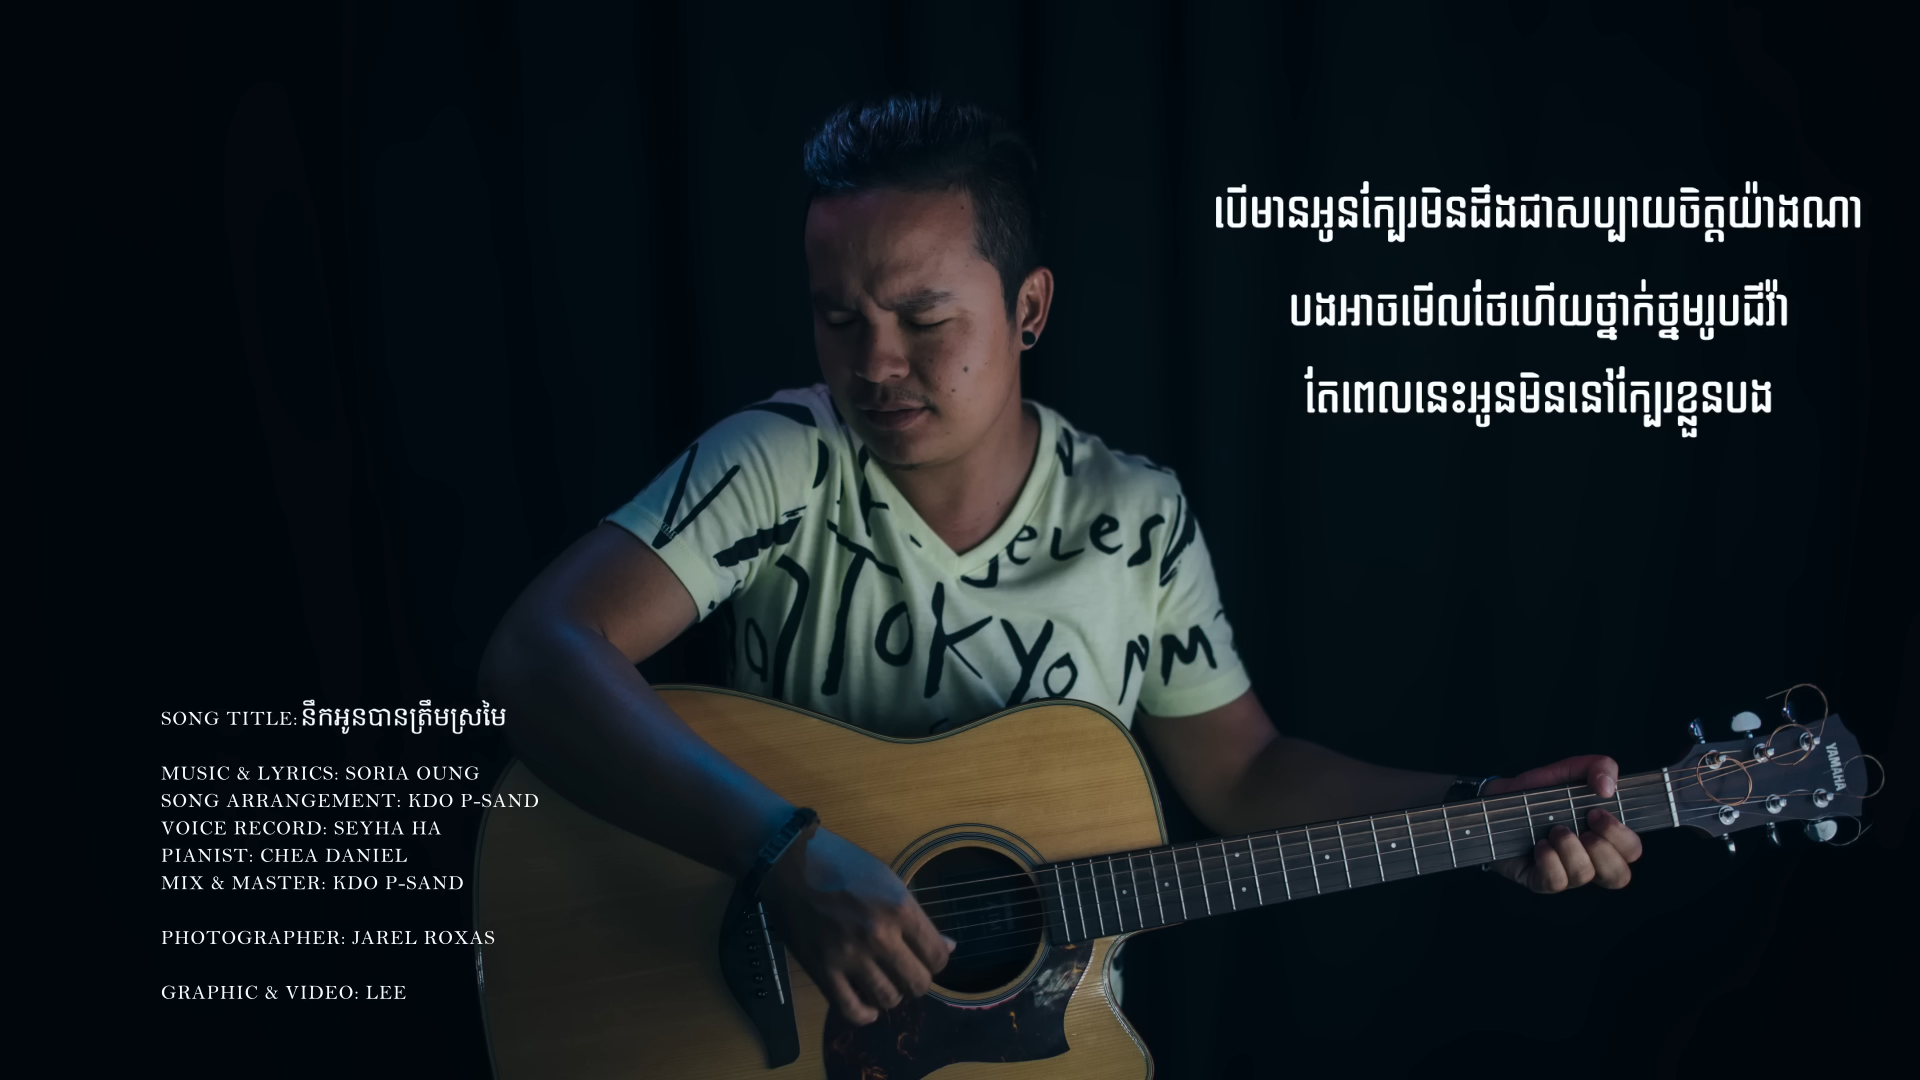 បើមានអូនក្បែរមិនដឹងជាសប្បាយចិត្តយ៉ាងណា
បងអាចមើលថែហើយថ្នាក់ថ្នមរូបជីវ៉ា
តែពេលនេះអូនមិននៅក្បែរខ្លួនបង
SONG TITLE: នឹកអូនបានត្រឹមស្រមៃ
MUSIC & LYRICS: SORIA OUNG
SONG ARRANGEMENT: KDO P-SAND
VOICE RECORD: SEYHA HA
PIANIST: CHEA DANIEL
MIX & MASTER: KDO P-SAND
PHOTOGRAPHER: JAREL ROXAS
GRAPHIC & VIDEO: LEE
eLes
Tokyo
YAMAHA